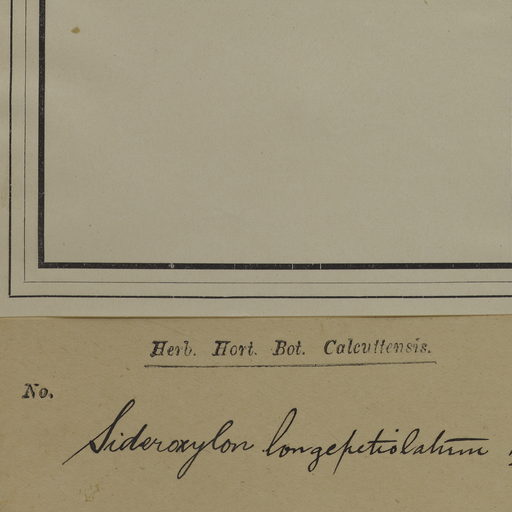 Herb. Hort. Bot. Calcuttensis.
No.
Sideroxylon longepetiolatum